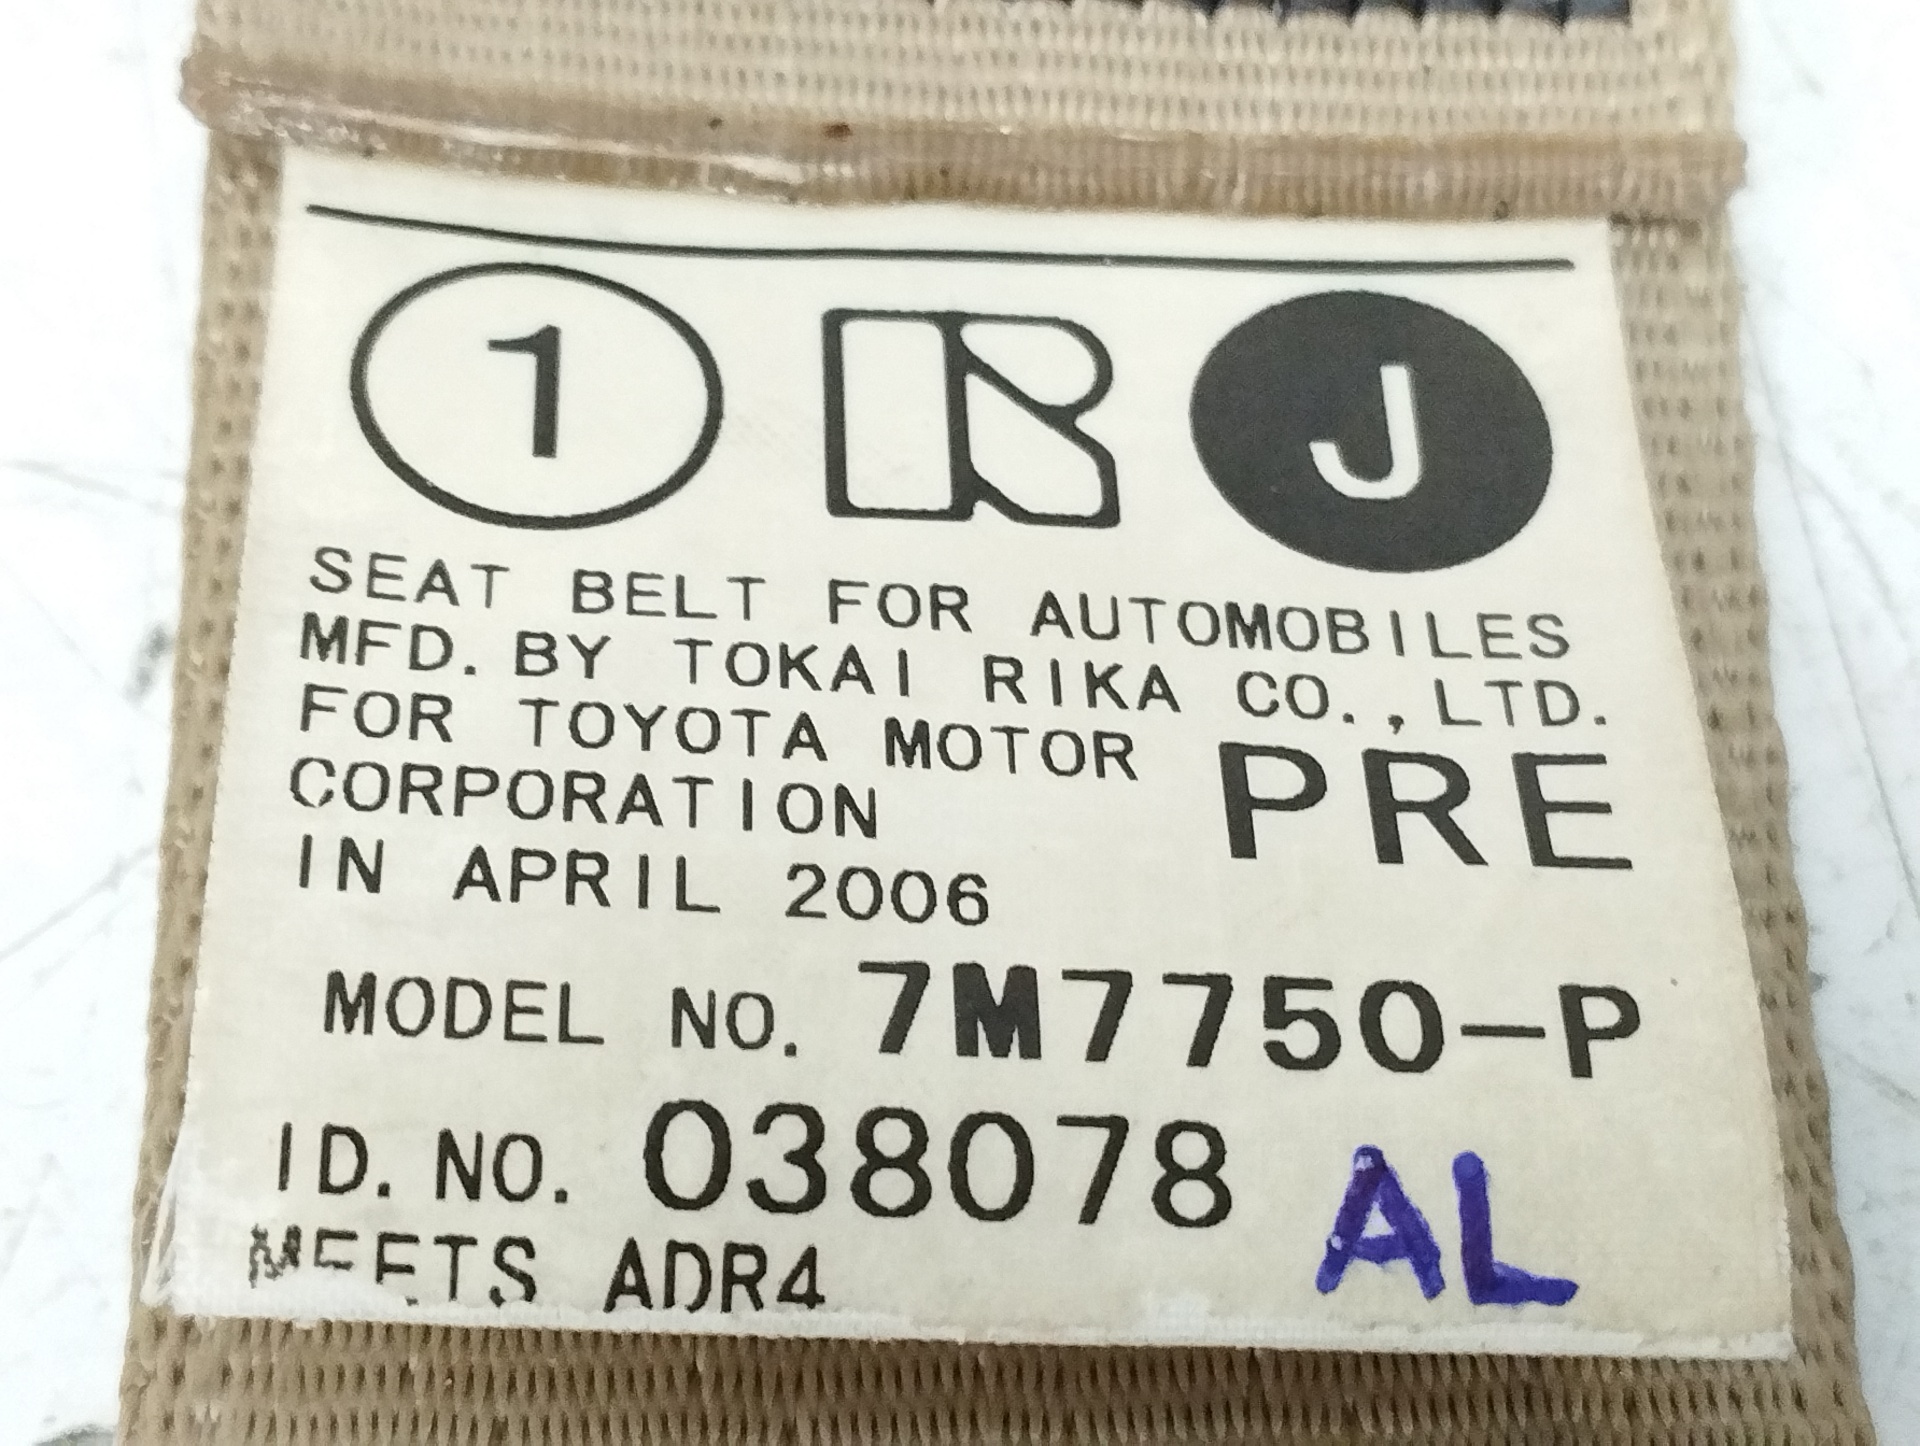 1 R J
SEAT BELT FOR AUTOMOBILES
MFD. BY TOKAI RIKA CO., LTD.
FOR TOYOTA MOTOR
CORPORATION PRE
IN APRIL 2006
MODEL NO. 7M7750-P
ID. NO. 038078 AL
MEETS ADR4